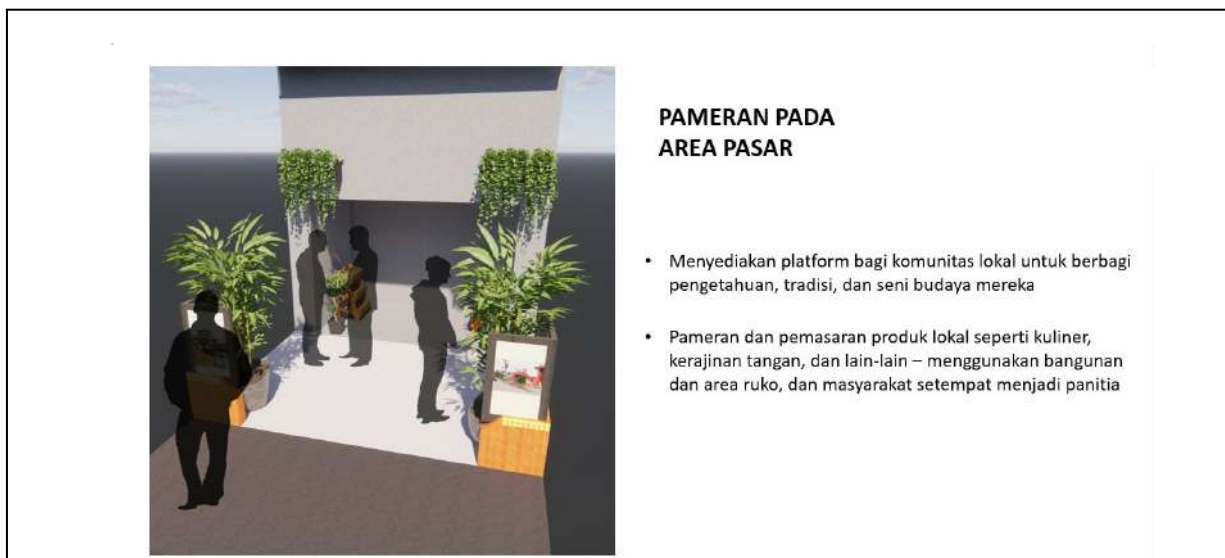 PAMERAN PADA
AREA PASAR
• Menyediakan platform bagi komunitas lokal untuk berbagi
pengetahuan, tradisi, dan seni budaya mereka
• Pameran dan pemasaran produk lokal seperti kuliner,
kerajinan tangan, dan lain-lain – menggunakan bangunan
dan area ruko, dan masyarakat setempat menjadi panitia